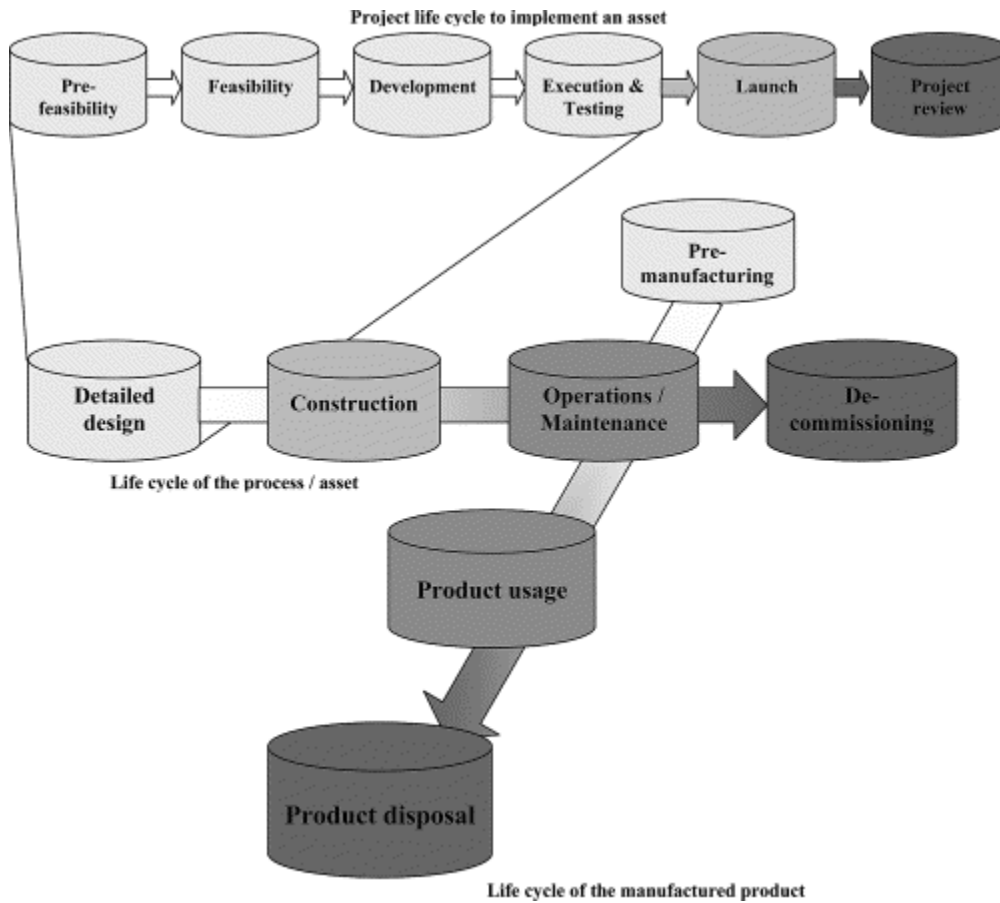 Project life cycle to implement an asset
Pre-
feasibility
Feasibility
Development
Execution &
Testing
Launch
Project
review
Pre-
manufacturing
Detailed
design
Construction
Operations /
Maintenance
De-
commissioning
Life cycle of the process / asset
Product usage
Product disposal
Life cycle of the manufactured product